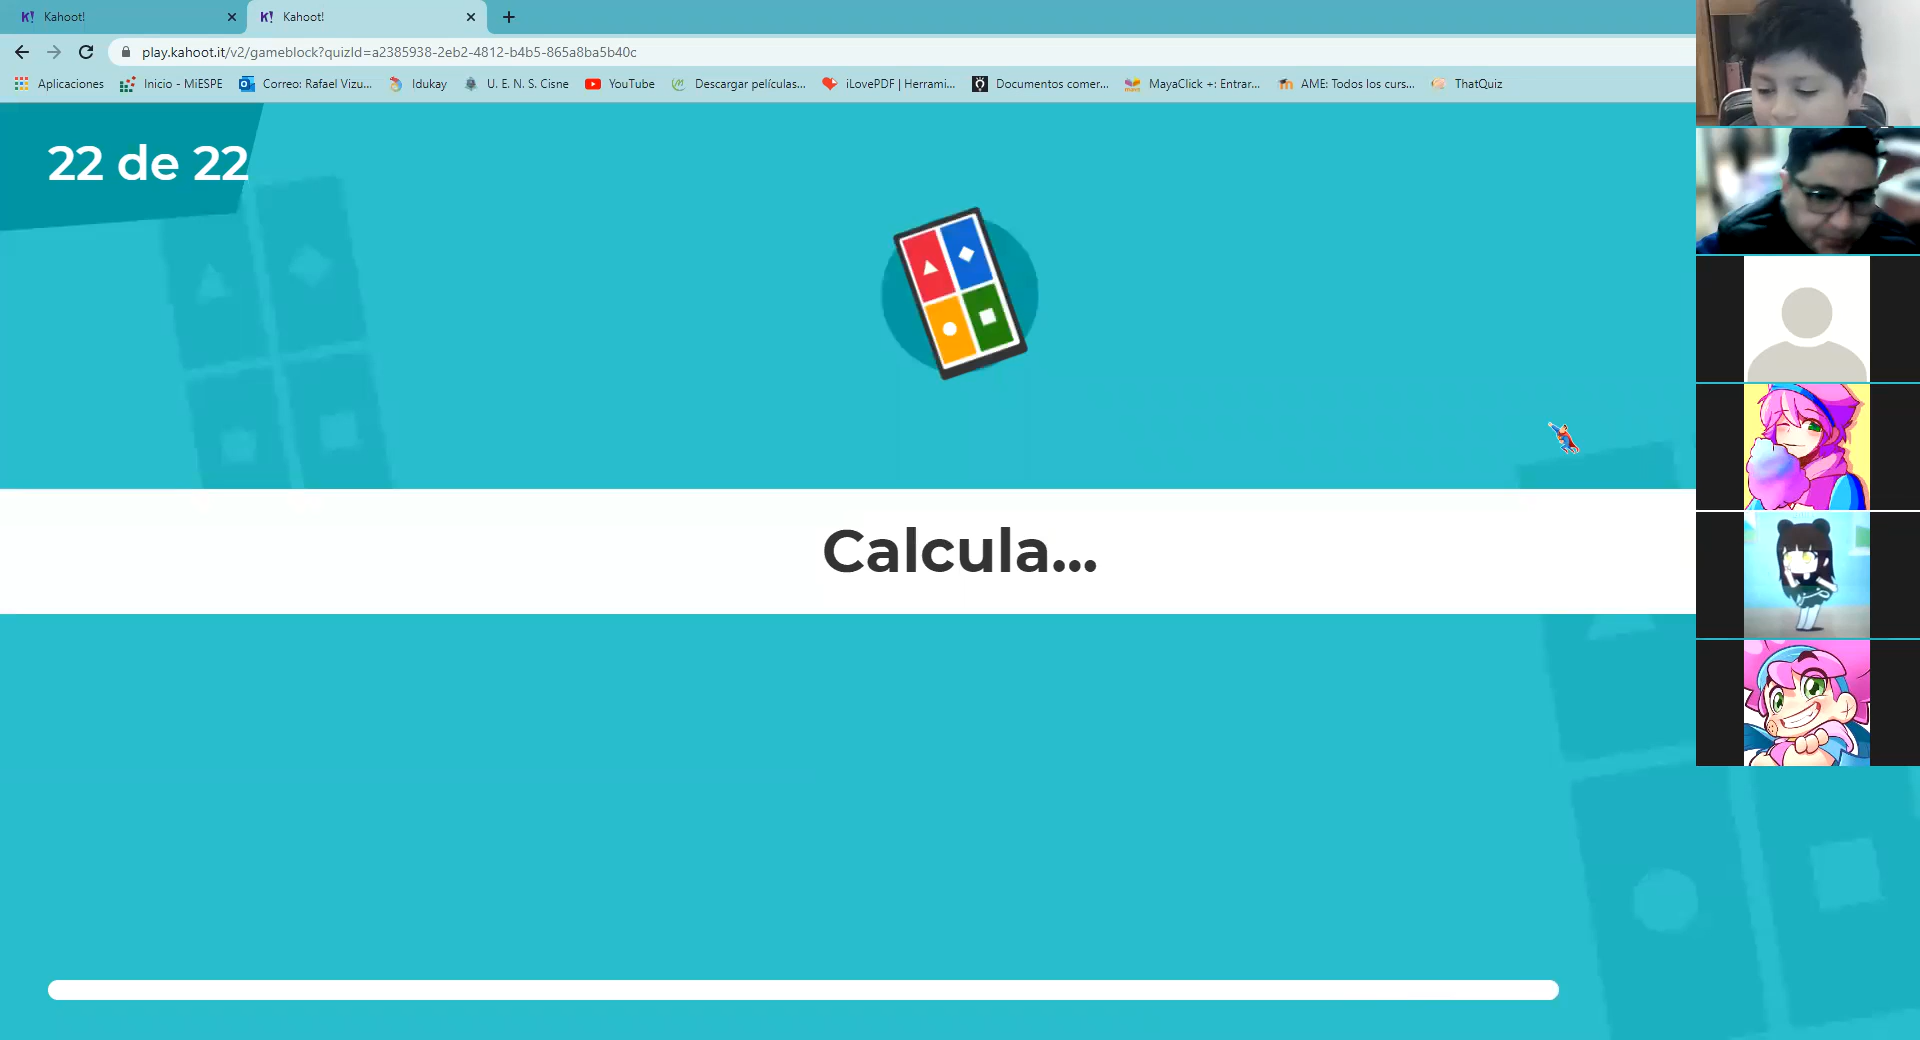 K! Kahoot!
K! Kahoot!
play.kahoot.it/v2/gameblock?quizId=a2385938-2eb2-4812-b4b5-865a8ba5b40c
Aplicaciones
Inicio - MiESPE
Correo: Rafael Vizu...
Idukay
U. E. N. S. Cisne
YouTube
Descargar películas...
iLovePDF | Herrami...
Documentos comer...
MayaClick +: Entrar...
AME: Todos los curs...
ThatQuiz
22 de 22
Calcula...